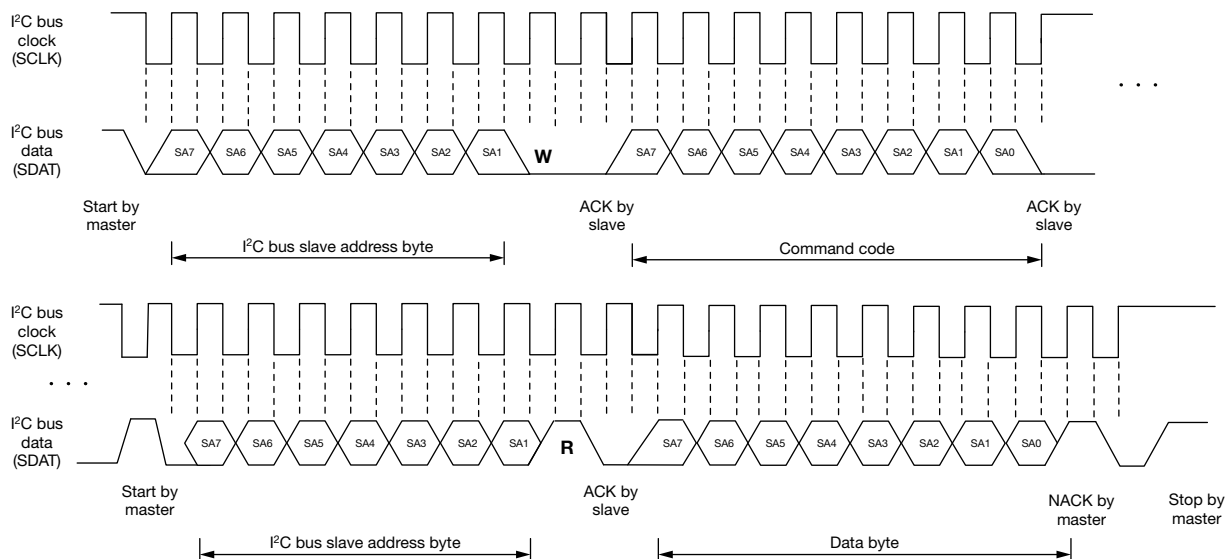 I²C bus
clock
(SCLK)
. . .
I²C bus
data
(SDAT)
SA7 SA6 SA5 SA4 SA3 SA2 SA1 W SA7 SA6 SA5 SA4 SA3 SA2 SA1 SA0
Start by
master
ACK by
slave
ACK by
slave
I²C bus slave address byte
Command code
I²C bus
clock
(SCLK)
. . .
I²C bus
data
(SDAT)
SA7 SA6 SA5 SA4 SA3 SA2 SA1 R SA7 SA6 SA5 SA4 SA3 SA2 SA1 SA0
Start by
master
ACK by
slave
NACK by
master
Stop by
master
I²C bus slave address byte
Data byte